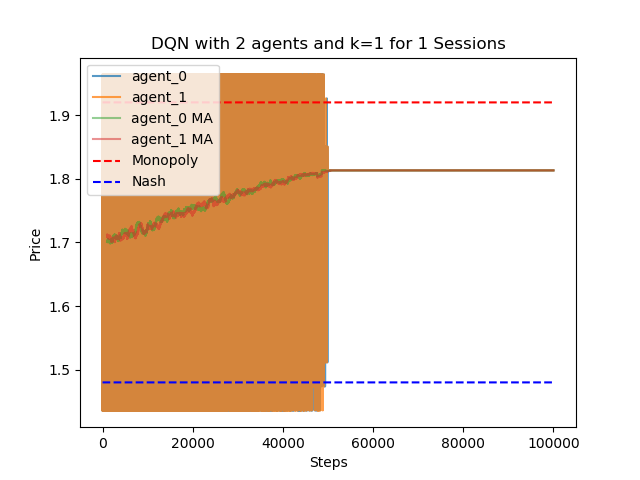 DQN with 2 agents and k=1 for 1 Sessions
agent_0
agent_1
agent_0 MA
agent_1 MA
Monopoly
Nash
1.9
1.8
1.7
1.6
1.5
Price
0 20000 40000 60000 80000 100000
Steps